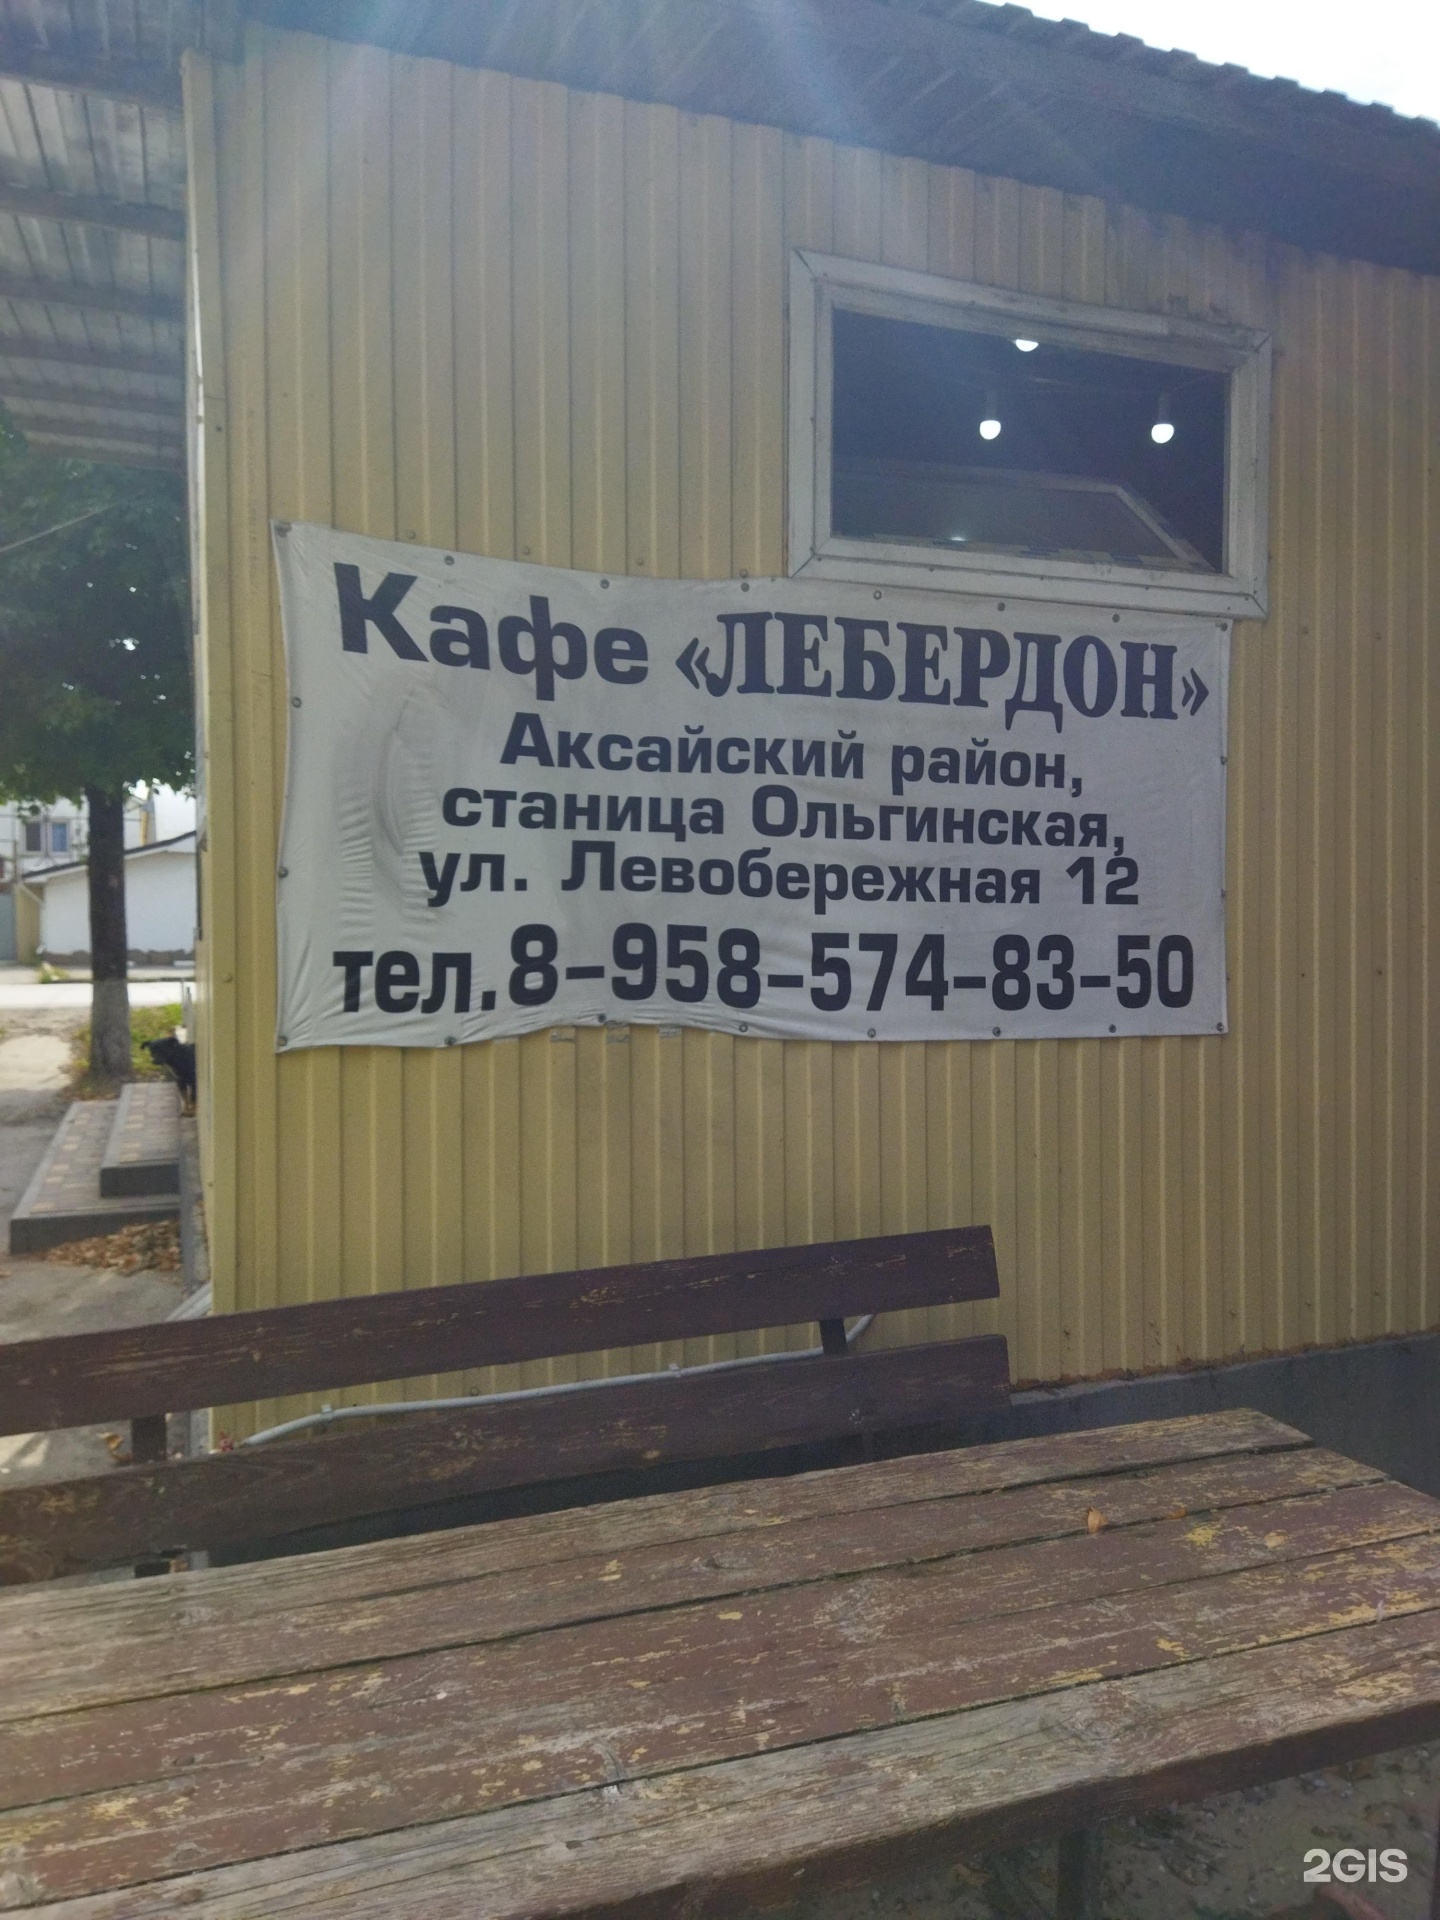 Кафе «ЛЕБЕРДОН»
Аксайский район,
станица Ольгинская,
ул. Левобережная 12
тел. 8-958-574-83-50
2GIS